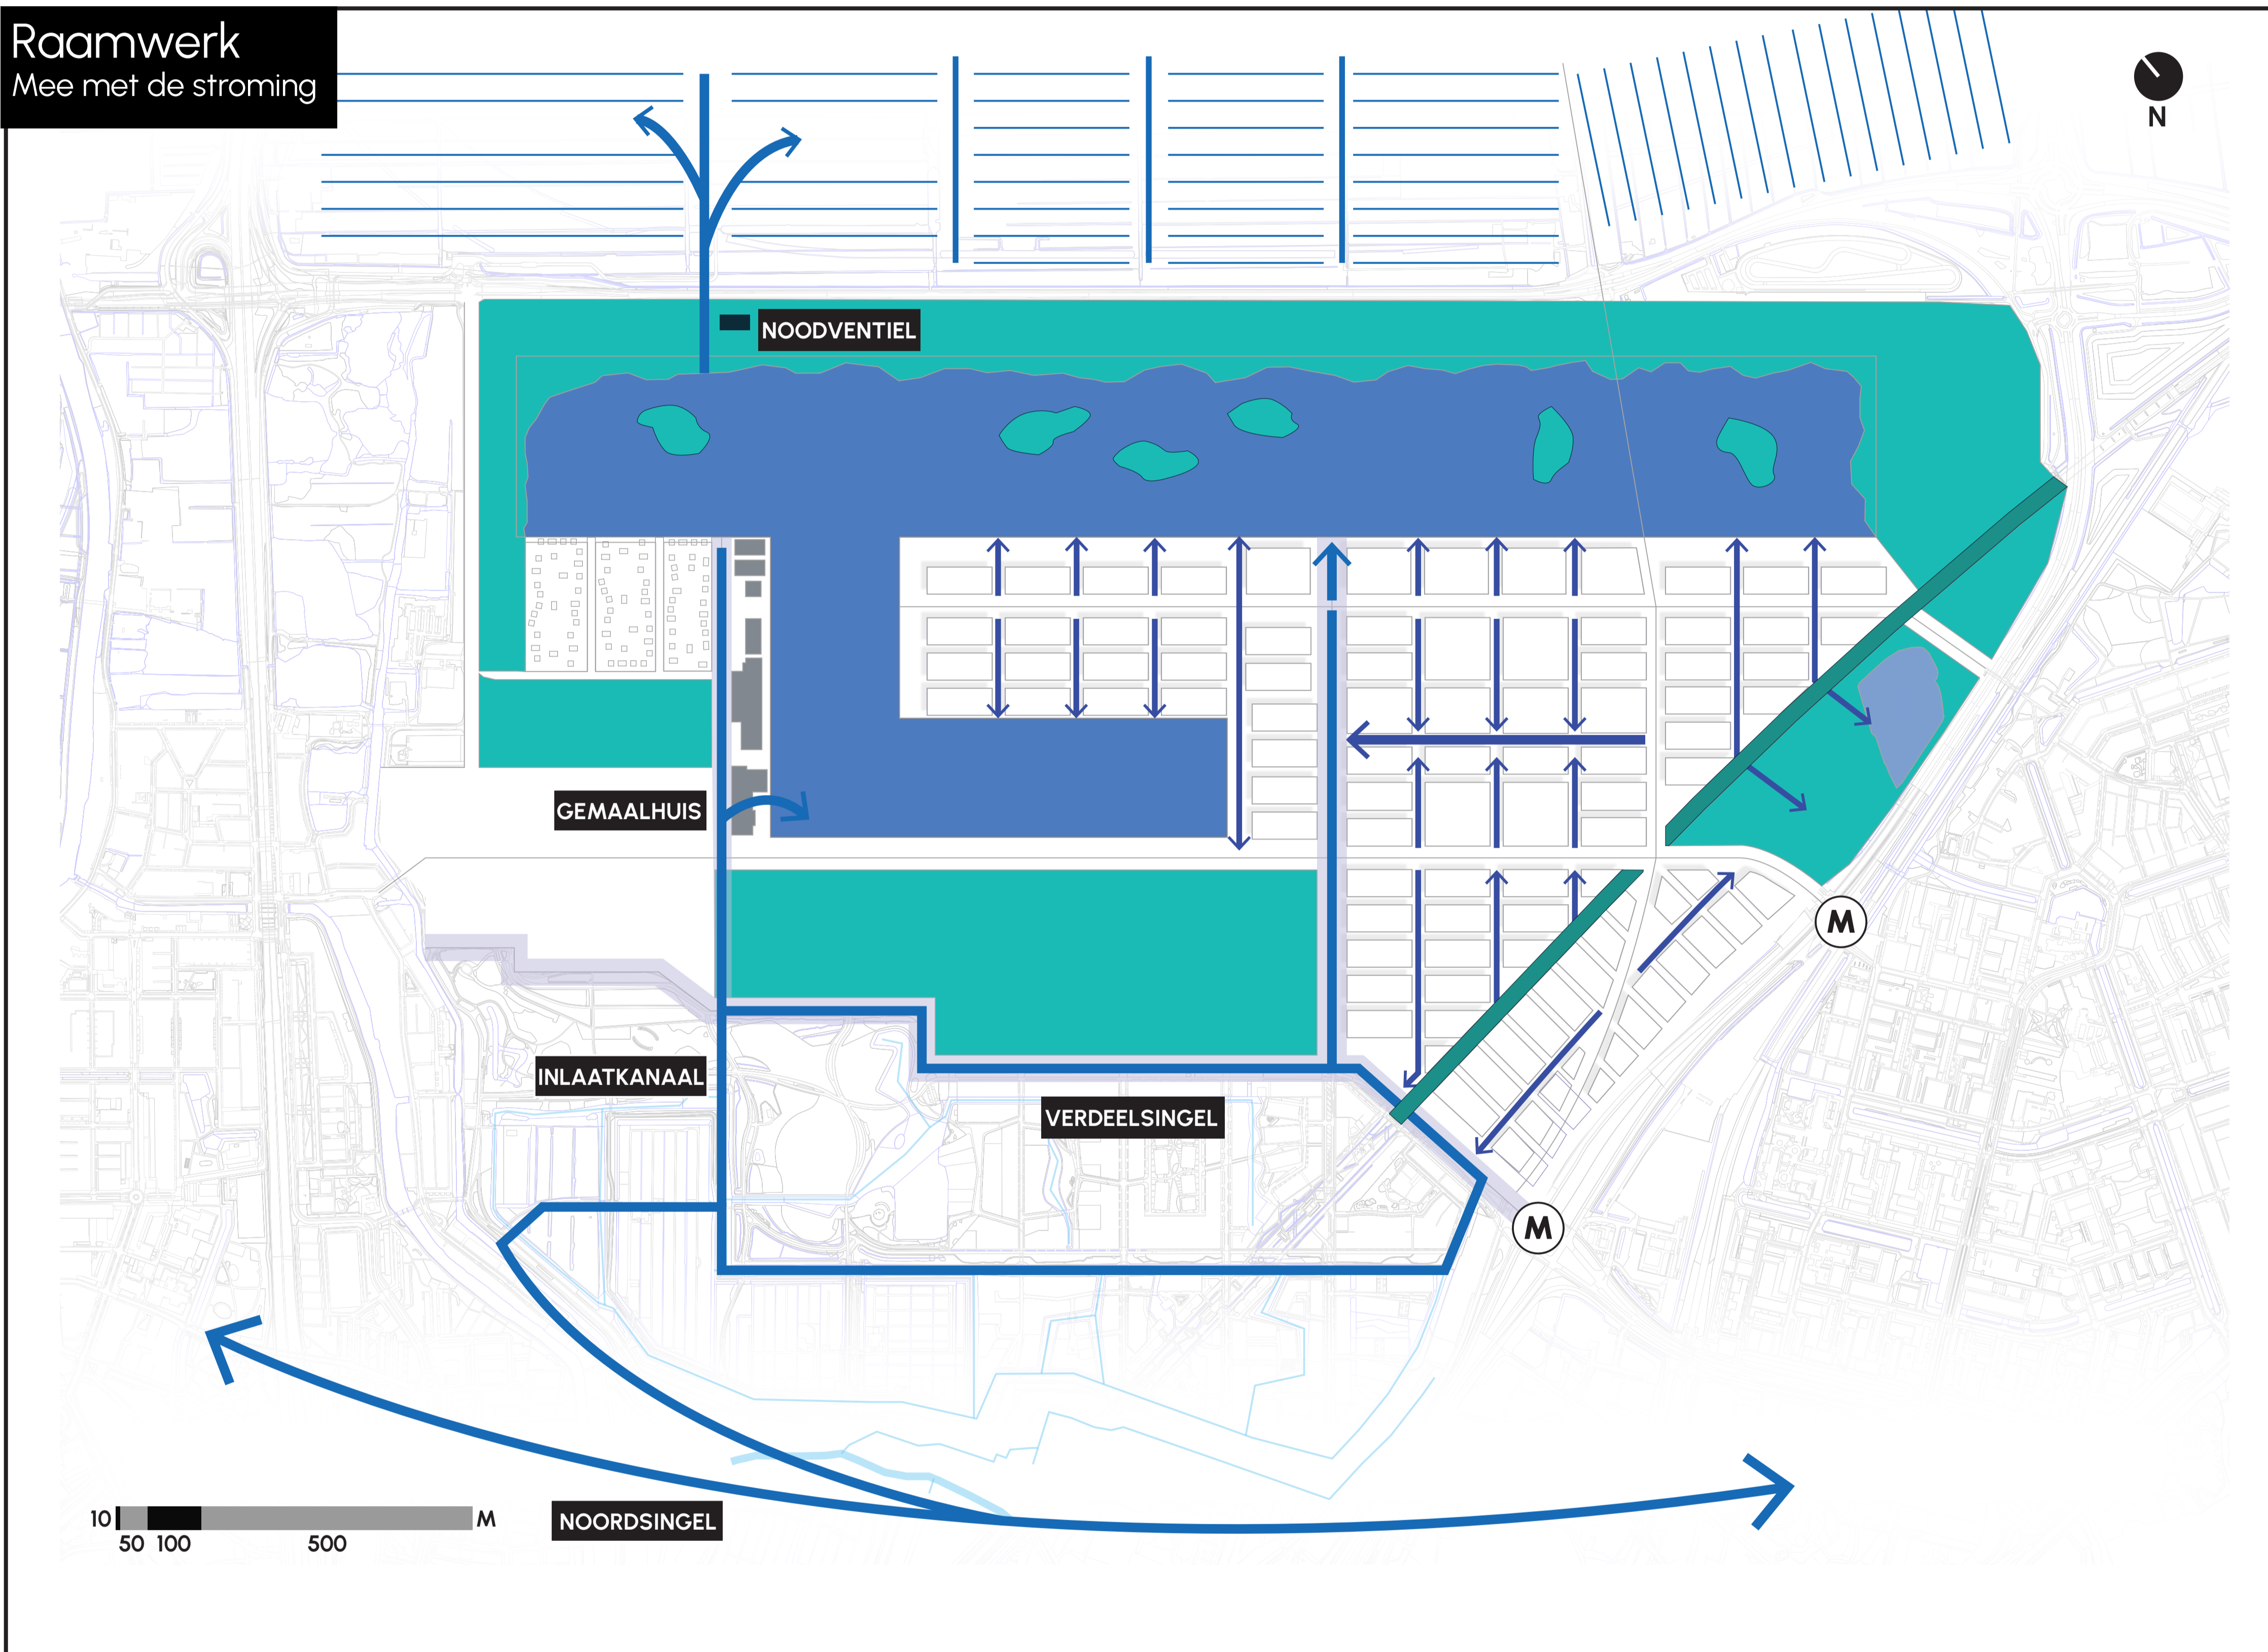 Raamwerk
Mee met de stroming
N
NOODVENTIEL
GEMAALHUIS
M
INLAATKANAAL
VERDEELSINGEL
M
10 M
50 100 500
NOORDSINGEL